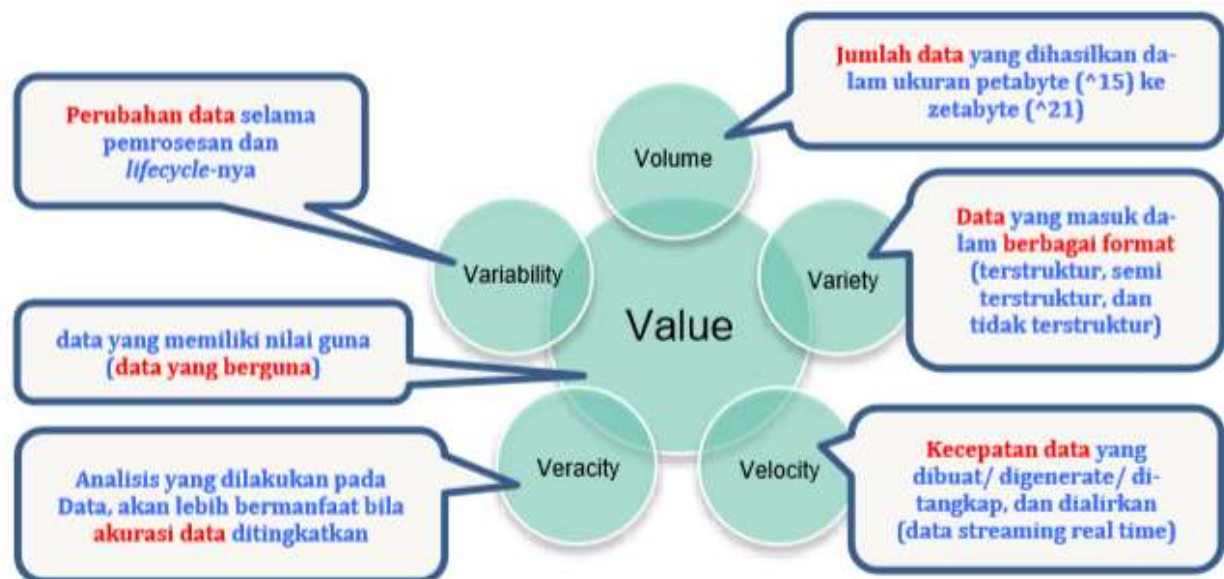 Jumlah data yang dihasilkan da-
lam ukuran petabyte (^15) ke
zetabyte (^21)
Perubahan data selama
pemrosesan dan
lifecycle-nya
Volume
Data yang masuk da-
lam berbagai format
(terstruktur, semi
terstruktur, dan
tidak terstruktur)
Variability
Variety
Value
data yang memiliki nilai guna
(data yang berguna)
Analisis yang dilakukan pada
Data, akan lebih bermanfaat bila
akurasi data ditingkatkan
Veracity
Velocity
Kecepatan data yang
dibuat/ digenerate/ di-
tangkap, dan dialirkan
(data streaming real time)